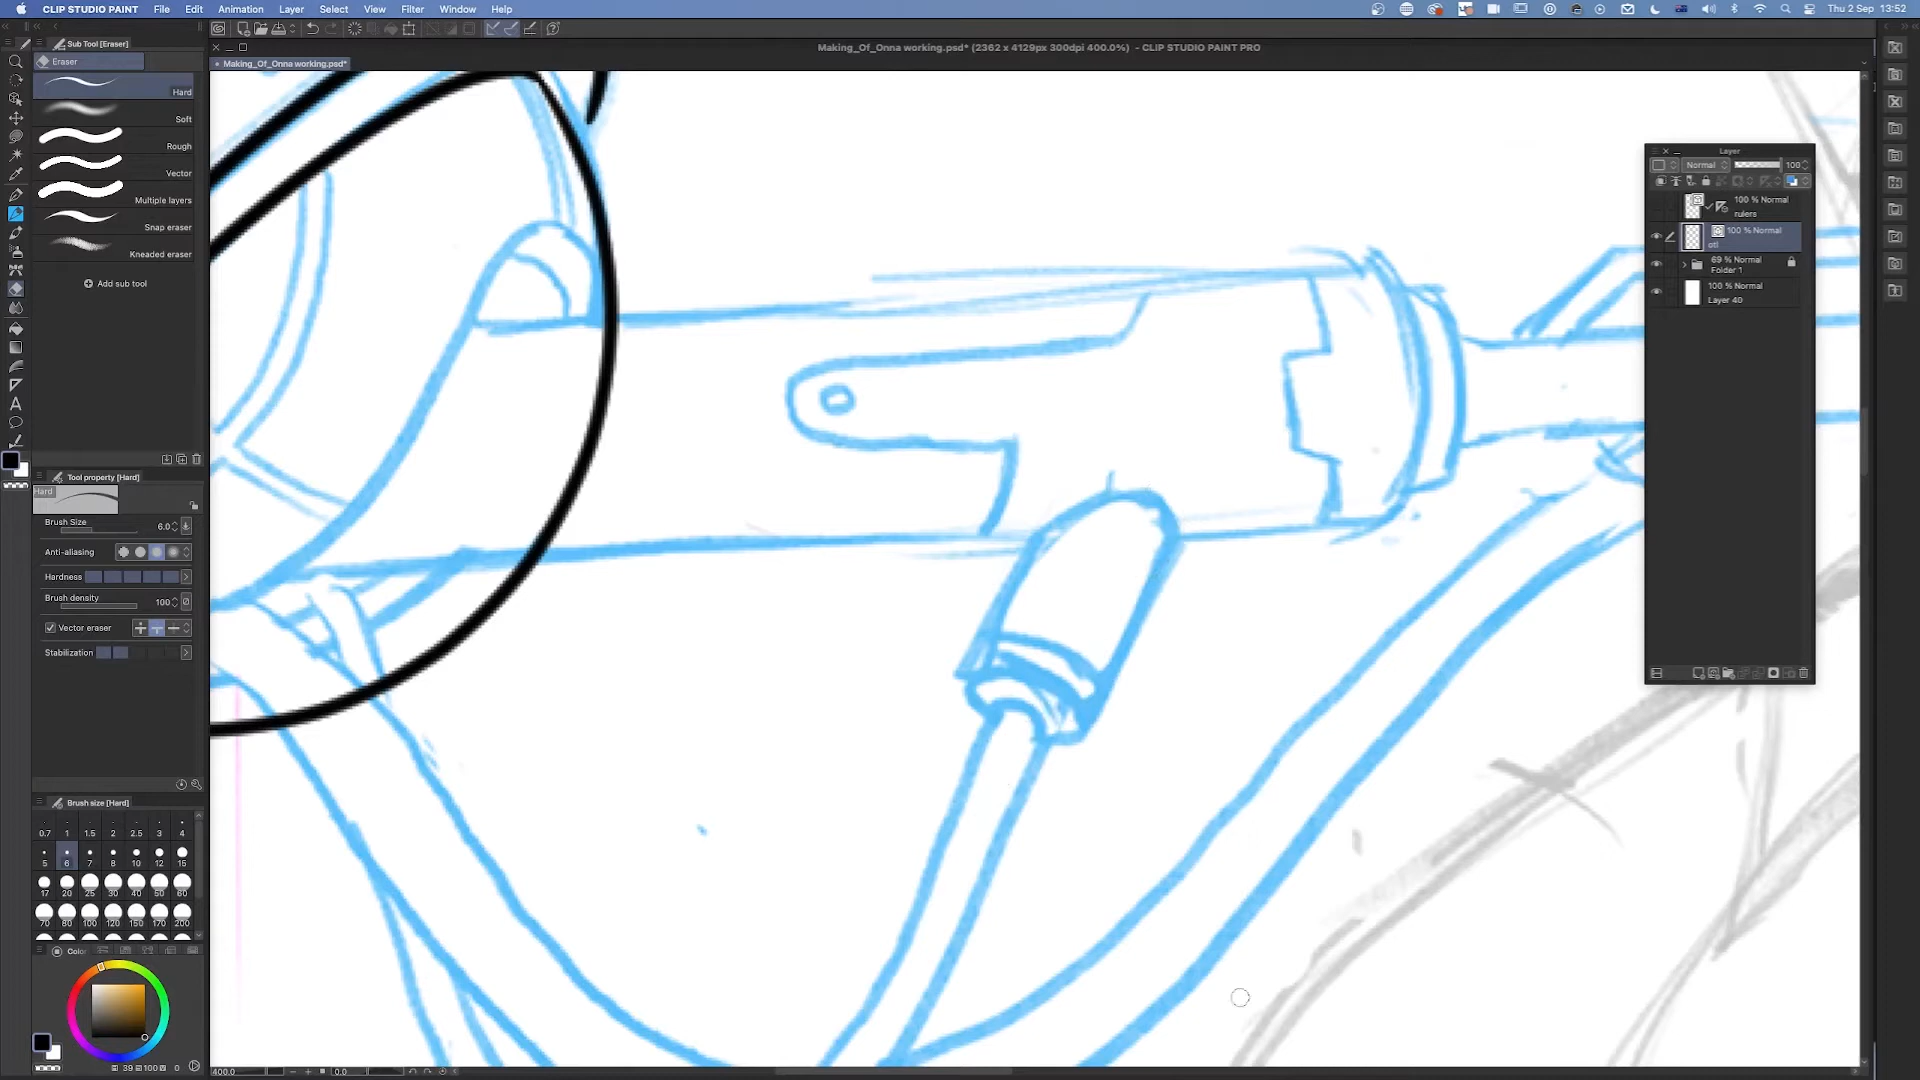 CLIP STUDIO PAINT File Edit Animation Layer Select View Filter Window Help Thu 2 Sep 13:52
Sub Tool [Eraser]
Making_Of_Onna working.psd* (2362 x 4129px 300dpi 400.0%) - CLIP STUDIO PAINT PRO
Eraser
Making_Of_Onna working.psd*
Hard
Soft
Rough
Vector
Multiple layers
Snap eraser
Kneaded eraser
Add sub tool
Layer
Normal 100
100 % Normal
rulers
100 % Normal
otl
69 % Normal
Folder 1
100 % Normal
Layer 40
Tool property [Hard]
Hard
Brush Size 6.0
Anti-aliasing
Hardness
Brush density 100
Vector eraser
Stabilization
Brush size [Hard]
0.7 1 1.5 2 2.5 3 4
5 6 7 8 10 12 15
17 20 25 30 40 50 60
70 80 100 120 150 170 200
Color
39 100 0
400.0 0.0